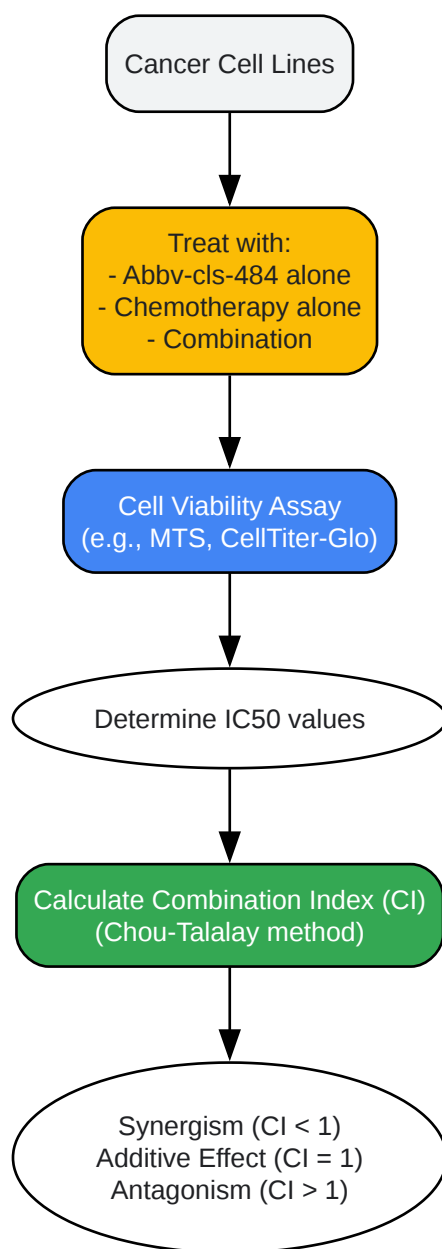 Cancer Cell Lines
Treat with:
- Abbv-cls-484 alone
- Chemotherapy alone
- Combination
Cell Viability Assay
(e.g., MTS, CellTiter-Glo)
Determine IC50 values
Calculate Combination Index (CI)
(Chou-Talalay method)
Synergism (CI < 1)
Additive Effect (CI = 1)
Antagonism (CI > 1)